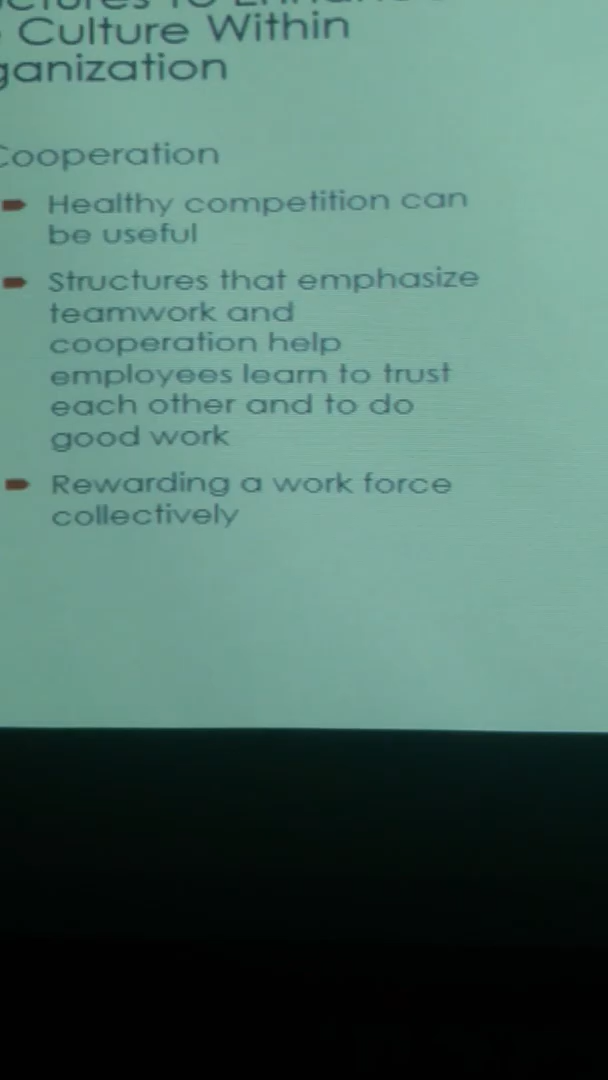 To
Culture Within
Cooperation
Healthy competition can
be useful
Structures that emphasize
teamwork and
cooperation help
employees learn to trust
each other and to do
good work
Rewarding a work force
collectively